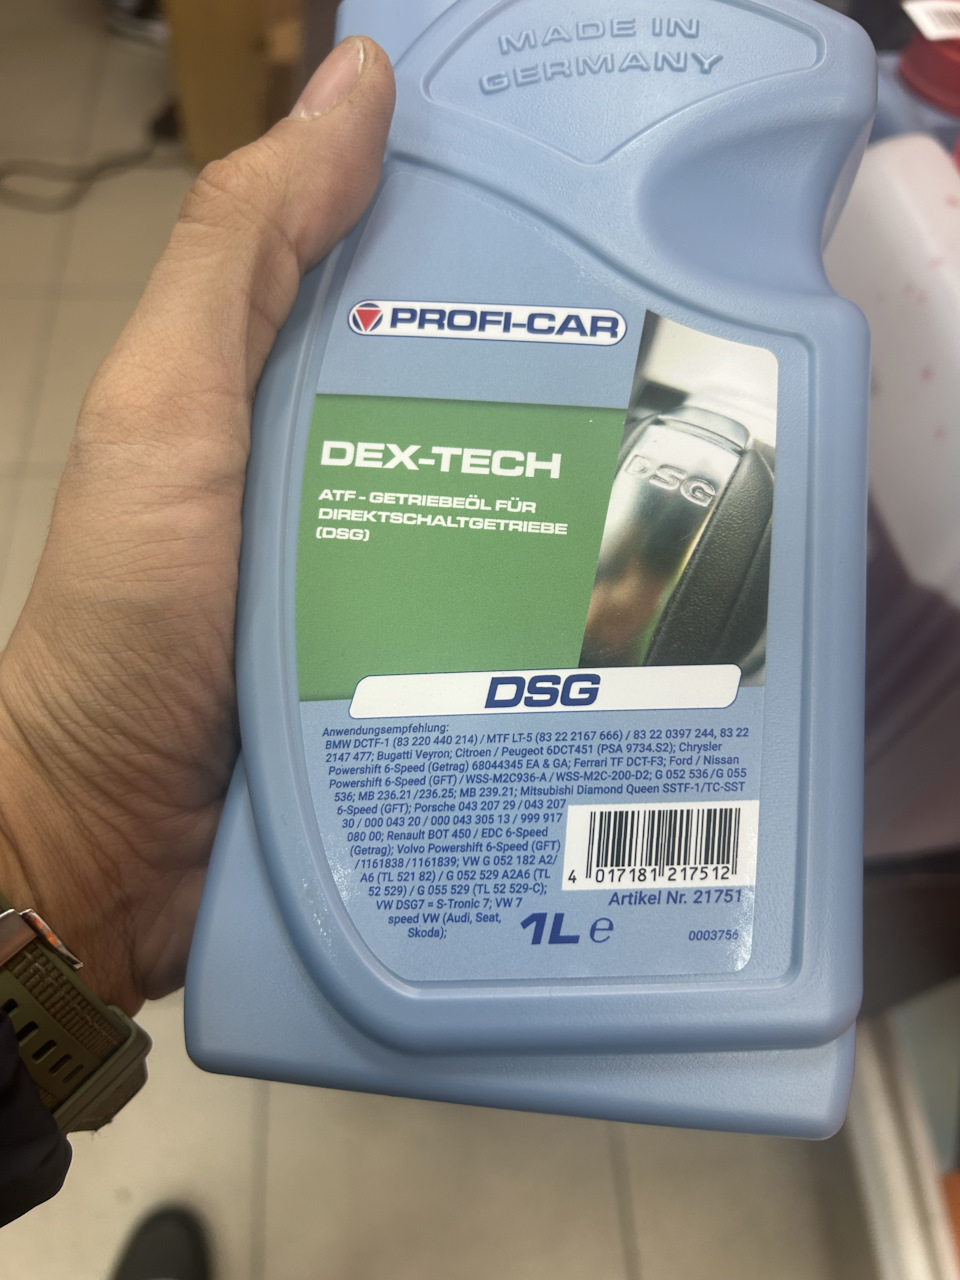 MADE IN
GERMANY
PROFI-CAR
DEX-TECH
ATF - GETRIEBEÖL FÜR
DIREKTSCHALTGETRIEBE
(DSG)
DSG
DSG
Anwendungsempfehlung:
BMW DCTF-1 (83 220 440 214) / MTF LT-5 (83 22 2167 666) / 83 22 0397 244, 83 22
2147 477; Bugatti Veyron; Citroen / Peugeot 6DCT451 (PSA 9734.S2); Chrysler
Powershift 6-Speed (Getrag) 68044345 EA & GA; Ferrari TF DCT-F3; Ford / Nissan
Powershift 6-Speed (GFT) / WSS-M2C936-A / WSS-M2C-200-D2; G 052 536 / G 055
536; MB 236.21 / 236.25; MB 239.21; Mitsubishi Diamond Queen SSTF-1/TC-SST
6-Speed (GFT); Porsche 043 207 29 / 043 207
30 / 000 043 20 / 000 043 305 13 / 999 917
080 00; Renault BOT 450 / EDC 6-Speed
(Getrag); Volvo Powershift 6-Speed (GFT)
/ 1161838 / 1161839; VW G 052 182 A2/
A6 (TL 521 82) / G 052 529 A2A6 (TL
52 529) / G 055 529 (TL 52 529-C);
VW DSG7 = S-Tronic 7; VW 7
speed VW (Audi, Seat,
Skoda);
4 017181 217512
Artikel Nr. 21751
1L e
0003756